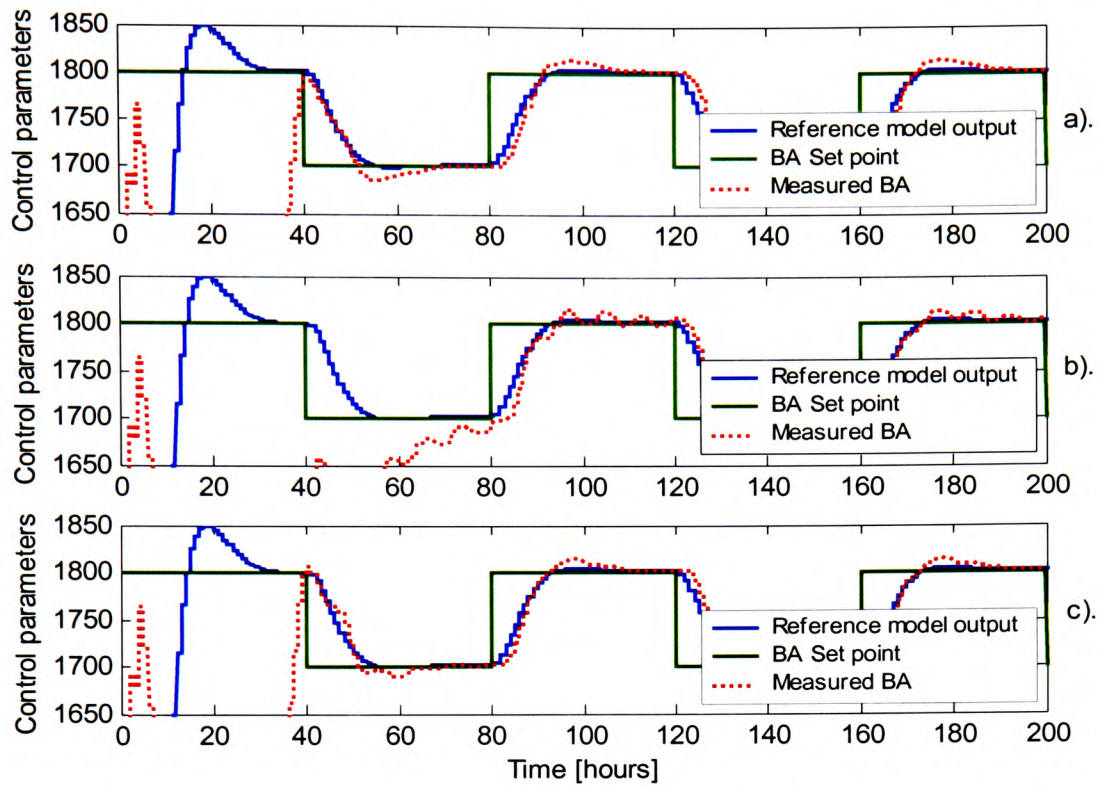 Control parameters
1850
1800
1750
1700
1650
0 20 40 60 80 100 120 140 160 180 200
Reference model output
BA Set point
Measured BA
a).
Control parameters
1850
1800
1750
1700
1650
0 20 40 60 80 100 120 140 160 180 200
Reference model output
BA Set point
Measured BA
b).
Control parameters
1850
1800
1750
1700
1650
0 20 40 60 80 100 120 140 160 180 200
Reference model output
BA Set point
Measured BA
c).
Time [hours]